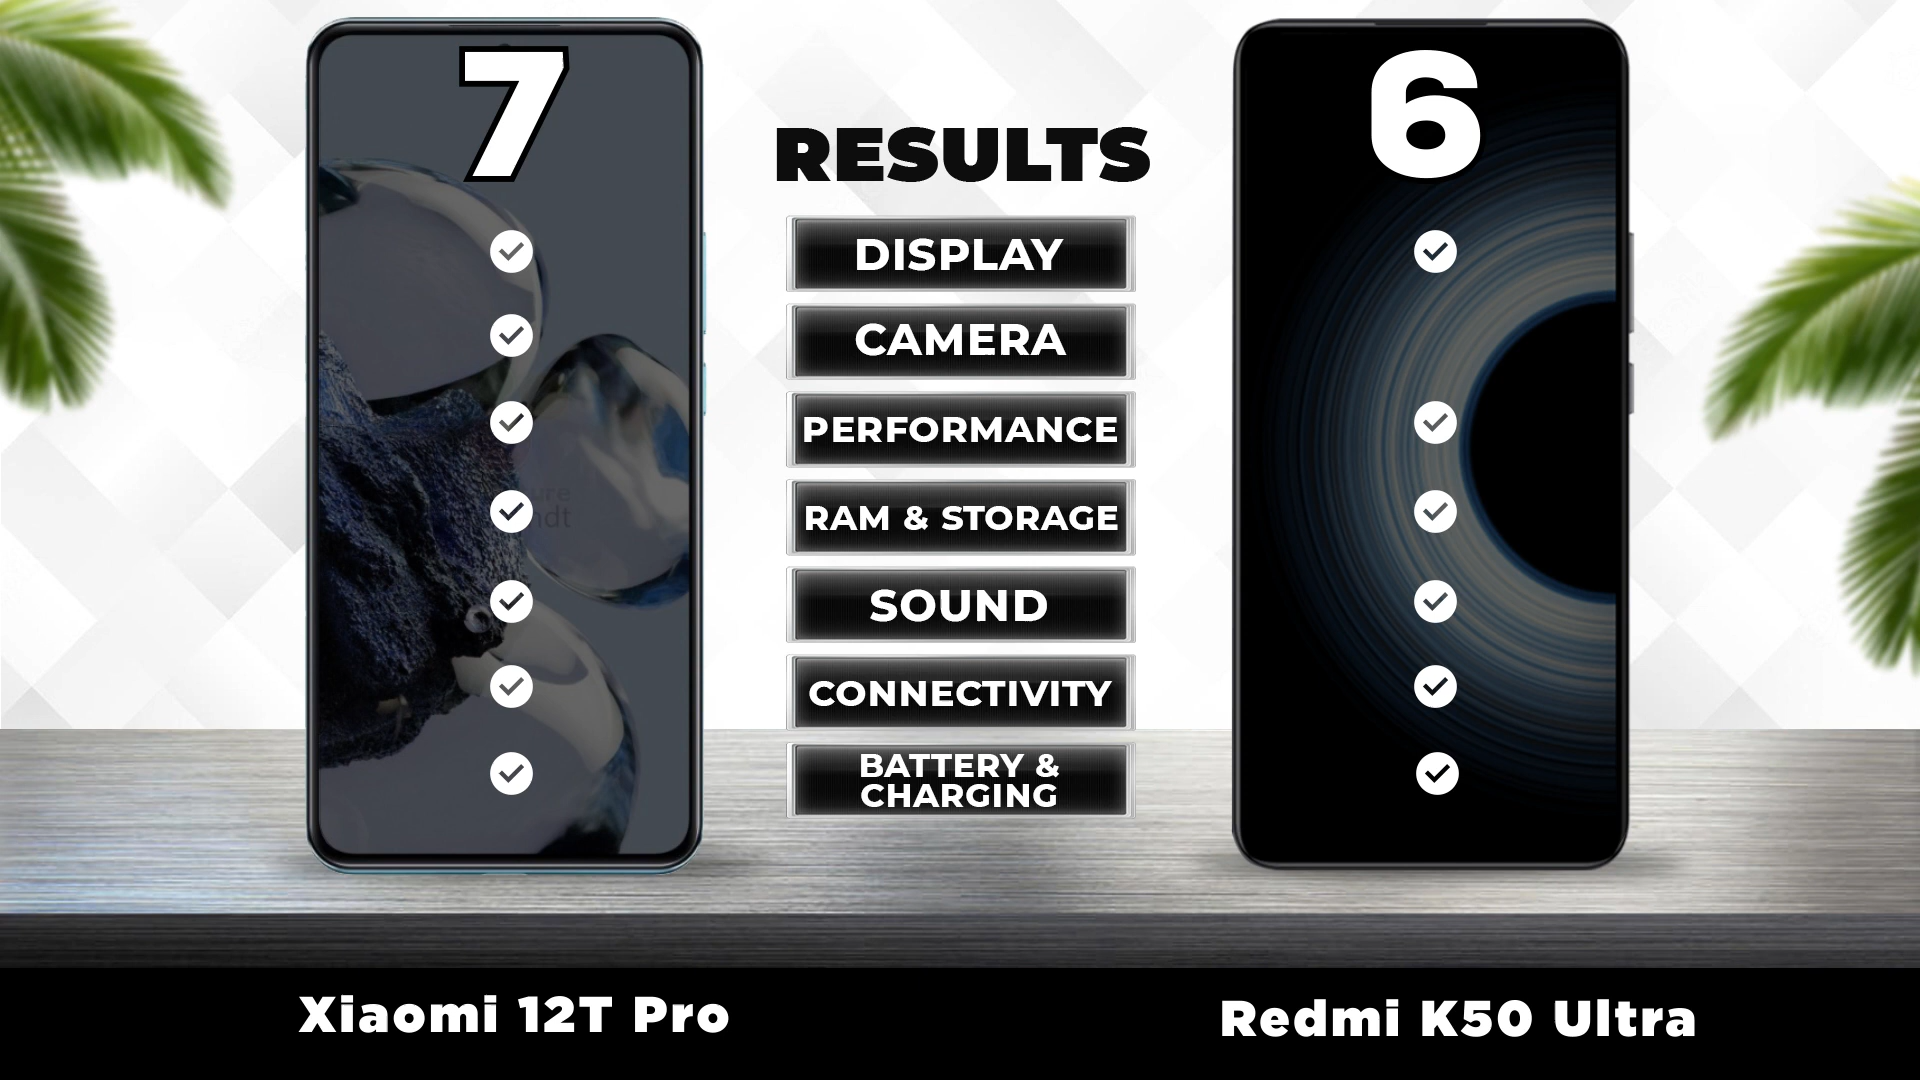 7
6
RESULTS
DISPLAY
CAMERA
PERFORMANCE
RAM & STORAGE
SOUND
CONNECTIVITY
BATTERY &
CHARGING
Xiaomi 12T Pro
Redmi K50 Ultra